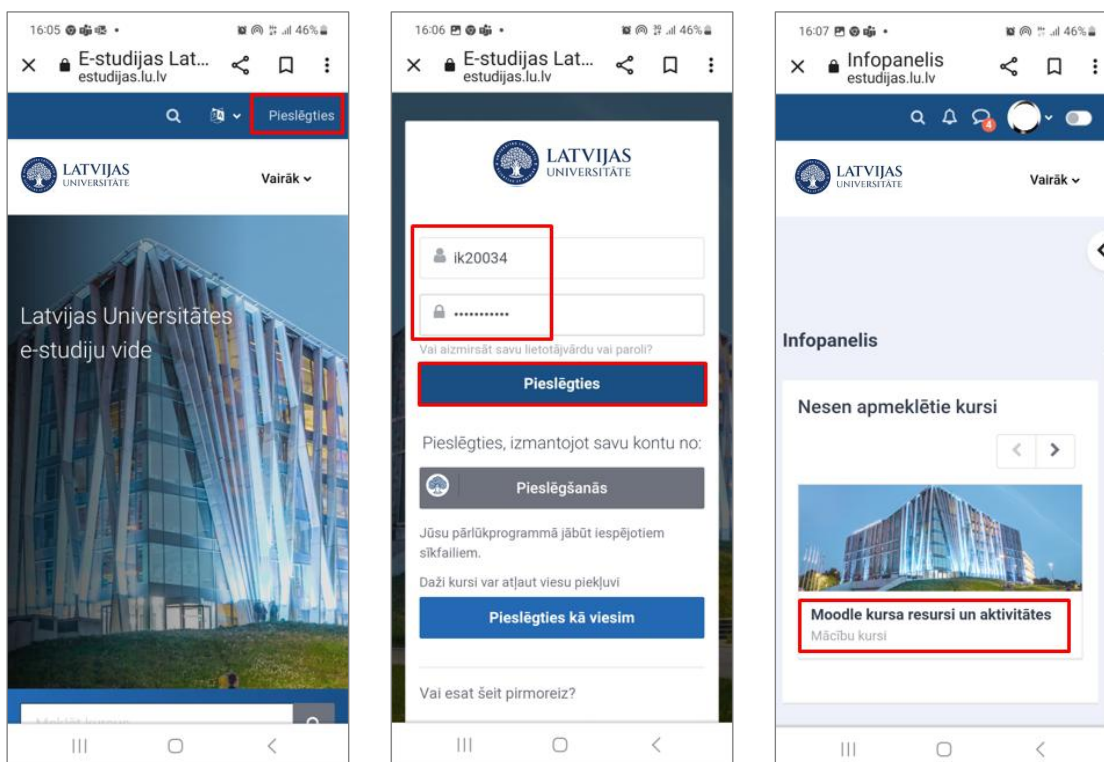 16:05 46%
E-studijas Lat...
estudijas.lu.lv
Pieslēgties
LATVIJAS
UNIVERSITĀTE
Vairāk
Latvijas Universitātes
e-studiju vide
Meklēt kursus
16:06 46%
E-studijas Lat...
estudijas.lu.lv
LATVIJAS
UNIVERSITĀTE
ik20034
Vai aizmirsāt savu lietotājvārdu vai paroli?
Pieslēgties
Pieslēgties, izmantojot savu kontu no:
Pieslēgšanās
Jūsu pārlūkprogrammā jābūt iespējotiem
sīkfailiem.
Daži kursi var atļaut viesu piekļuvi
Pieslēgties kā viesim
Vai esat šeit pirmoreiz?
16:07 46%
Infopanelis
estudijas.lu.lv
4
LATVIJAS
UNIVERSITĀTE
Vairāk
Infopanelis
Nesen apmeklētie kursi
Moodle kursa resursi un aktivitātes
Mācību kursi